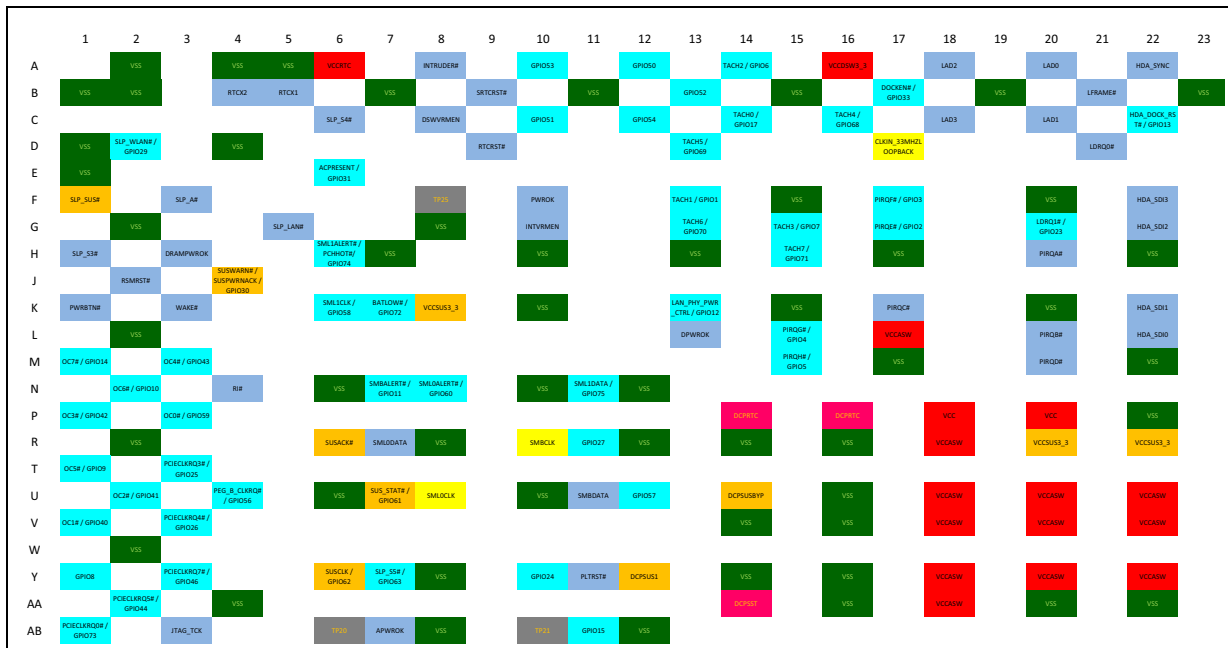 1 2 3 4 5 6 7 8 9 10 11 12 13 14 15 16 17 18 19 20 21 22 23
A VSS VSS VSS VCCRTC INTRUDER# GPIO53 GPIO50 TACH2 / GPIO6 VCCDSW3_3 LAD2 LAD0 HDA_SYNC
B VSS VSS RTCX2 RTCX1 VSS SRTCRST# VSS GPIO52 VSS DOCKEN# / GPIO33 VSS LFRAME# VSS
C SLP_S4# DSWVRMEN GPIO51 GPIO54 TACH0 / GPIO17 TACH4 / GPIO68 LAD3 LAD1 HDA_DOCK_RST# / GPIO13
D VSS SLP_WLAN# / GPIO29 VSS RTCRST# TACH5 / GPIO69 CLKIN_33MHZLOOPBACK LDRQ0#
E VSS ACPRESENT / GPIO31
F SLP_SUS# SLP_A# TP25 PWROK TACH1 / GPIO1 VSS PIRQF# / GPIO3 VSS HDA_SDI3
G VSS SLP_LAN# VSS INTVRMEN TACH6 / GPIO70 TACH3 / GPIO7 PIRQE# / GPIO2 LDRQ1# / GPIO23 HDA_SDI2
H SLP_S3# DRAMPWROK SML1ALERT# / PCHHOT# / GPIO74 VSS VSS VSS TACH7 / GPIO71 VSS PIRQA# VSS
J RSMRST# SUSWARN# / SUSPWRNACK / GPIO30
K PWRBTN# WAKE# SML1CLK / GPIO58 BATLOW# / GPIO72 VCCSUS3_3 VSS LAN_PHY_PWR_CTRL / GPIO12 VSS PIRQC# VSS HDA_SDI1
L VSS DPWROK PIRQG# / GPIO4 VCCASW PIRQB# HDA_SDI0
M OC7# / GPIO14 OC4# / GPIO43 PIRQH# / GPIO5 VSS PIRQD# VSS
N OC6# / GPIO10 RI# VSS SMBALERT# / GPIO11 SML0ALERT# / GPIO60 VSS SML1DATA / GPIO75 VSS
P OC3# / GPIO42 OC0# / GPIO59 DCPRTC DCPRTC VCC VCC VSS
R VSS SUSACK# SML0DATA VSS SMBCLK GPIO27 VSS VSS VSS VCCASW VCCSUS3_3 VCCSUS3_3
T OC5# / GPIO9 PCIECLKRQ3# / GPIO25
U OC2# / GPIO41 PEG_B_CLKRQ# / GPIO56 VSS SUS_STAT# / GPIO61 SML0CLK VSS SMBDATA GPIO57 DCPSUSBYP VSS VCCASW VCCASW VCCASW
V OC1# / GPIO40 PCIECLKRQ4# / GPIO26 VSS VSS VCCASW VCCASW VCCASW
W VSS
Y GPIO8 PCIECLKRQ7# / GPIO46 SUSCLK / GPIO62 SLP_S5# / GPIO63 VSS GPIO24 PLTRST# DCPSUS1 VSS VSS VCCASW VCCASW VCCASW
AA PCIECLKRQ5# / GPIO44 VSS DCPSST VSS VCCASW VSS VSS
AB PCIECLKRQ0# / GPIO73 JTAG_TCK TP20 APWROK VSS TP21 GPIO15 VSS